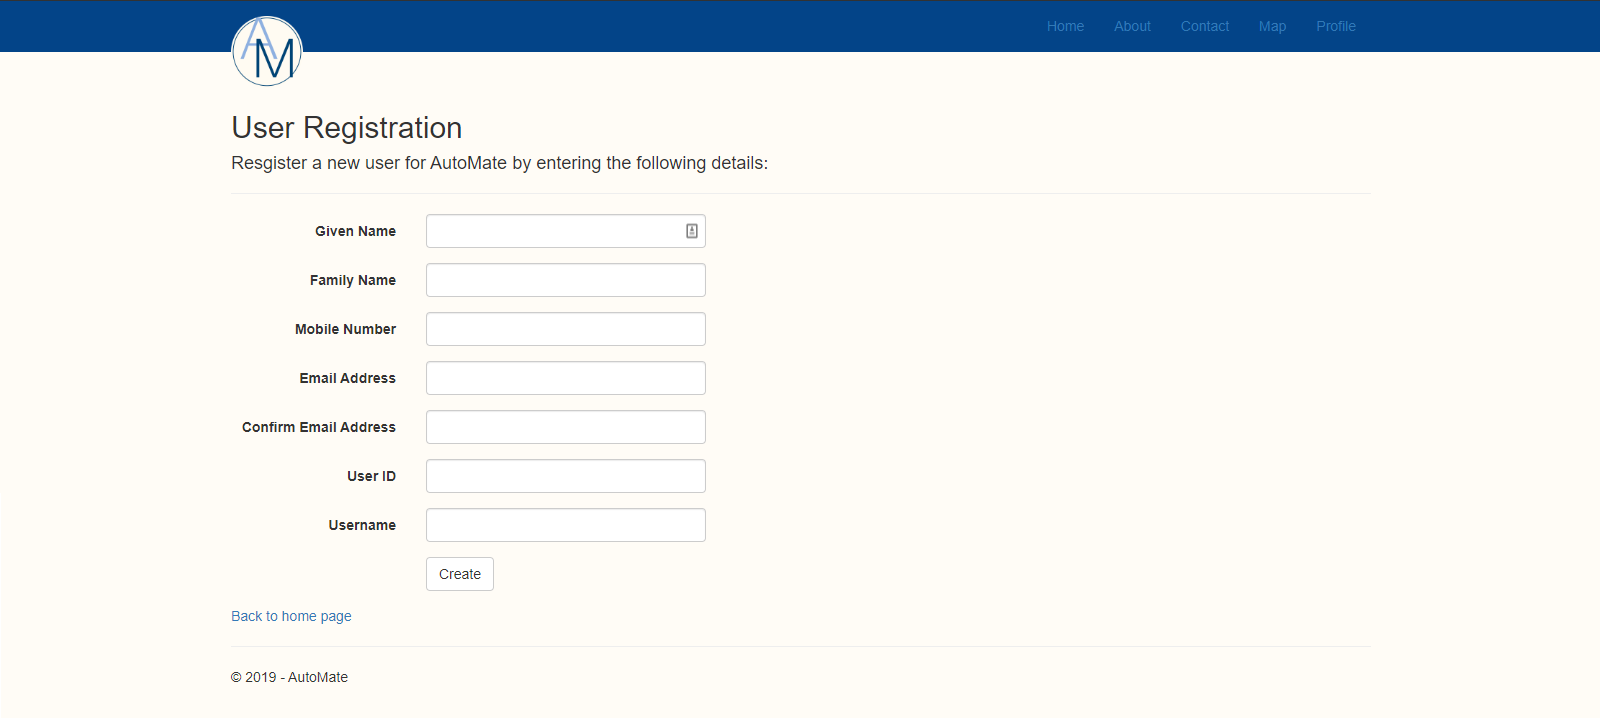 AM
Home About Contact Map Profile
User Registration
Resgister a new user for AutoMate by entering the following details:
Given Name
Family Name
Mobile Number
Email Address
Confirm Email Address
User ID
Username
Create
Back to home page
© 2019 - AutoMate